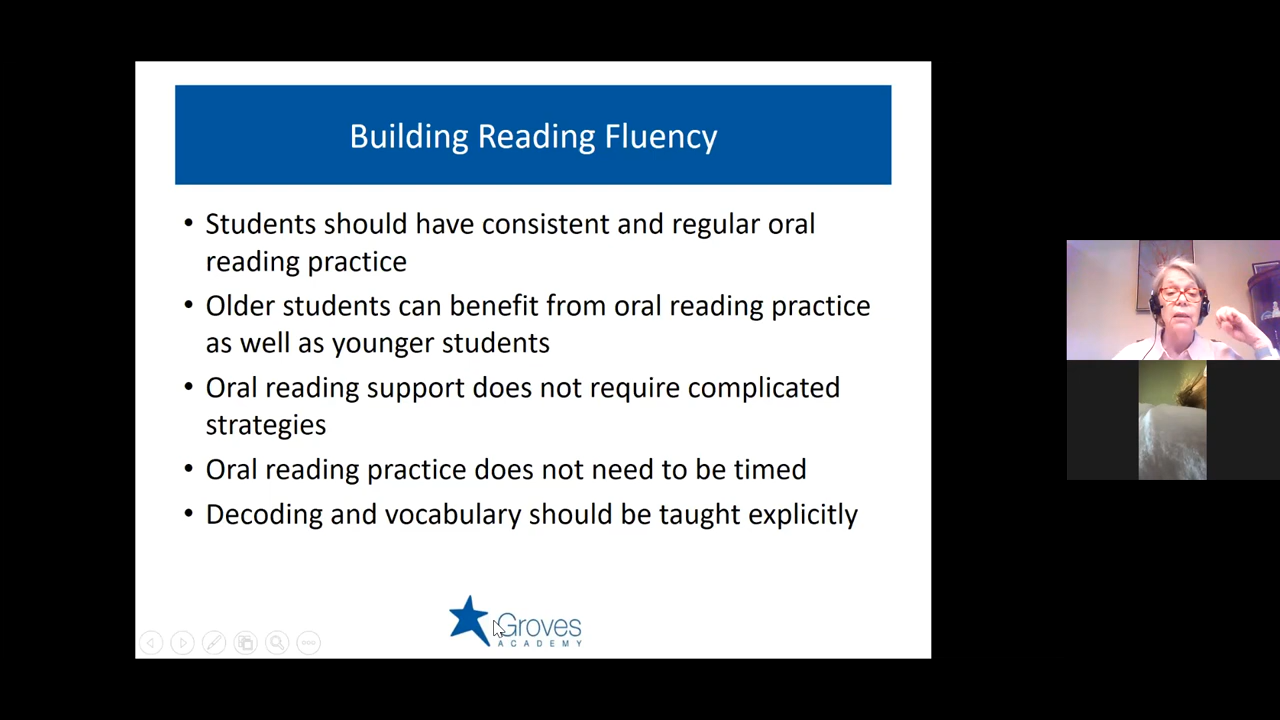 Building Reading Fluency
• Students should have consistent and regular oral
reading practice
• Older students can benefit from oral reading practice
as well as younger students
• Oral reading support does not require complicated
strategies
• Oral reading practice does not need to be timed
• Decoding and vocabulary should be taught explicitly
Groves
ACADEMY